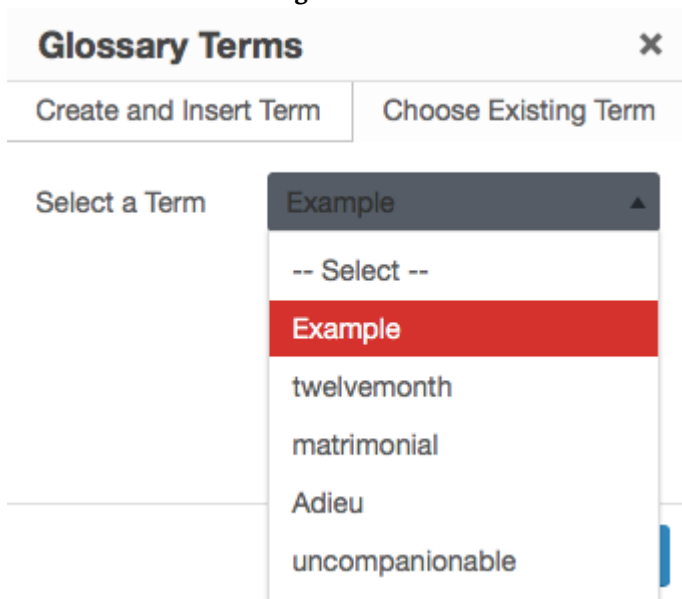 Glossary Terms ×
Create and Insert Term Choose Existing Term
Select a Term Example
-- Select --
Example
twelvemonth
matrimonial
Adieu
uncompanionable